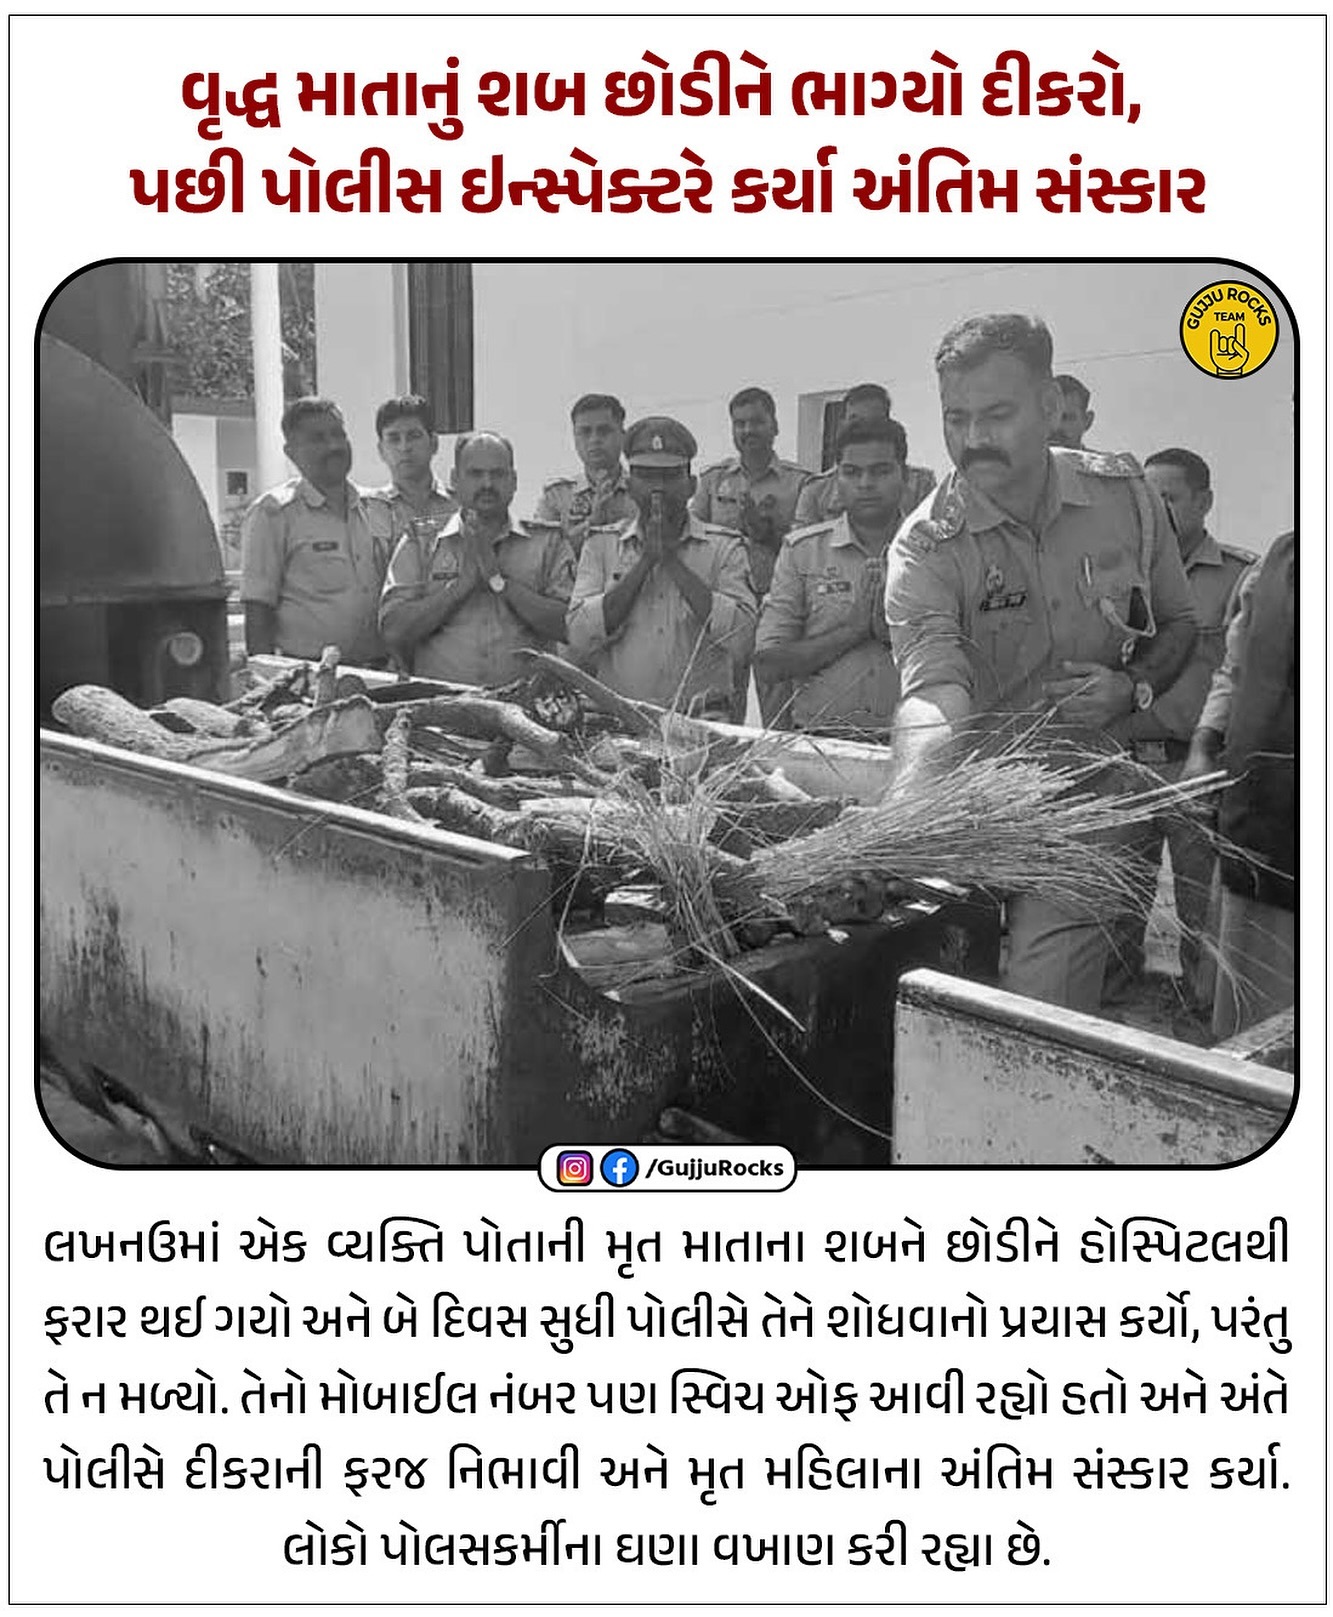 વૃદ્ધ માતાનું શબ છોડીને ભાગ્યો દીકરો,
પછી પોલીસ ઇન્સ્પેક્ટરે કર્યા અંતિમ સંસ્કાર
GUJJU ROCKS
TEAM
/GujjuRocks
લખનઉમાં એક વ્યક્તિ પોતાની મૃત માતાના શબને છોડીને હોસ્પિટલથી
ફરાર થઈ ગયો અને બે દિવસ સુધી પોલીસે તેને શોધવાનો પ્રયાસ કર્યો, પરંતુ
તે ન મળ્યો. તેનો મોબાઈલ નંબર પણ સ્વિચ ઓફ આવી રહ્યો હતો અને અંતે
પોલીસે દીકરાની ફરજ નિભાવી અને મૃત મહિલાના અંતિમ સંસ્કાર કર્યા.
લોકો પોલસકર્મીના ઘણા વખાણ કરી રહ્યા છે.